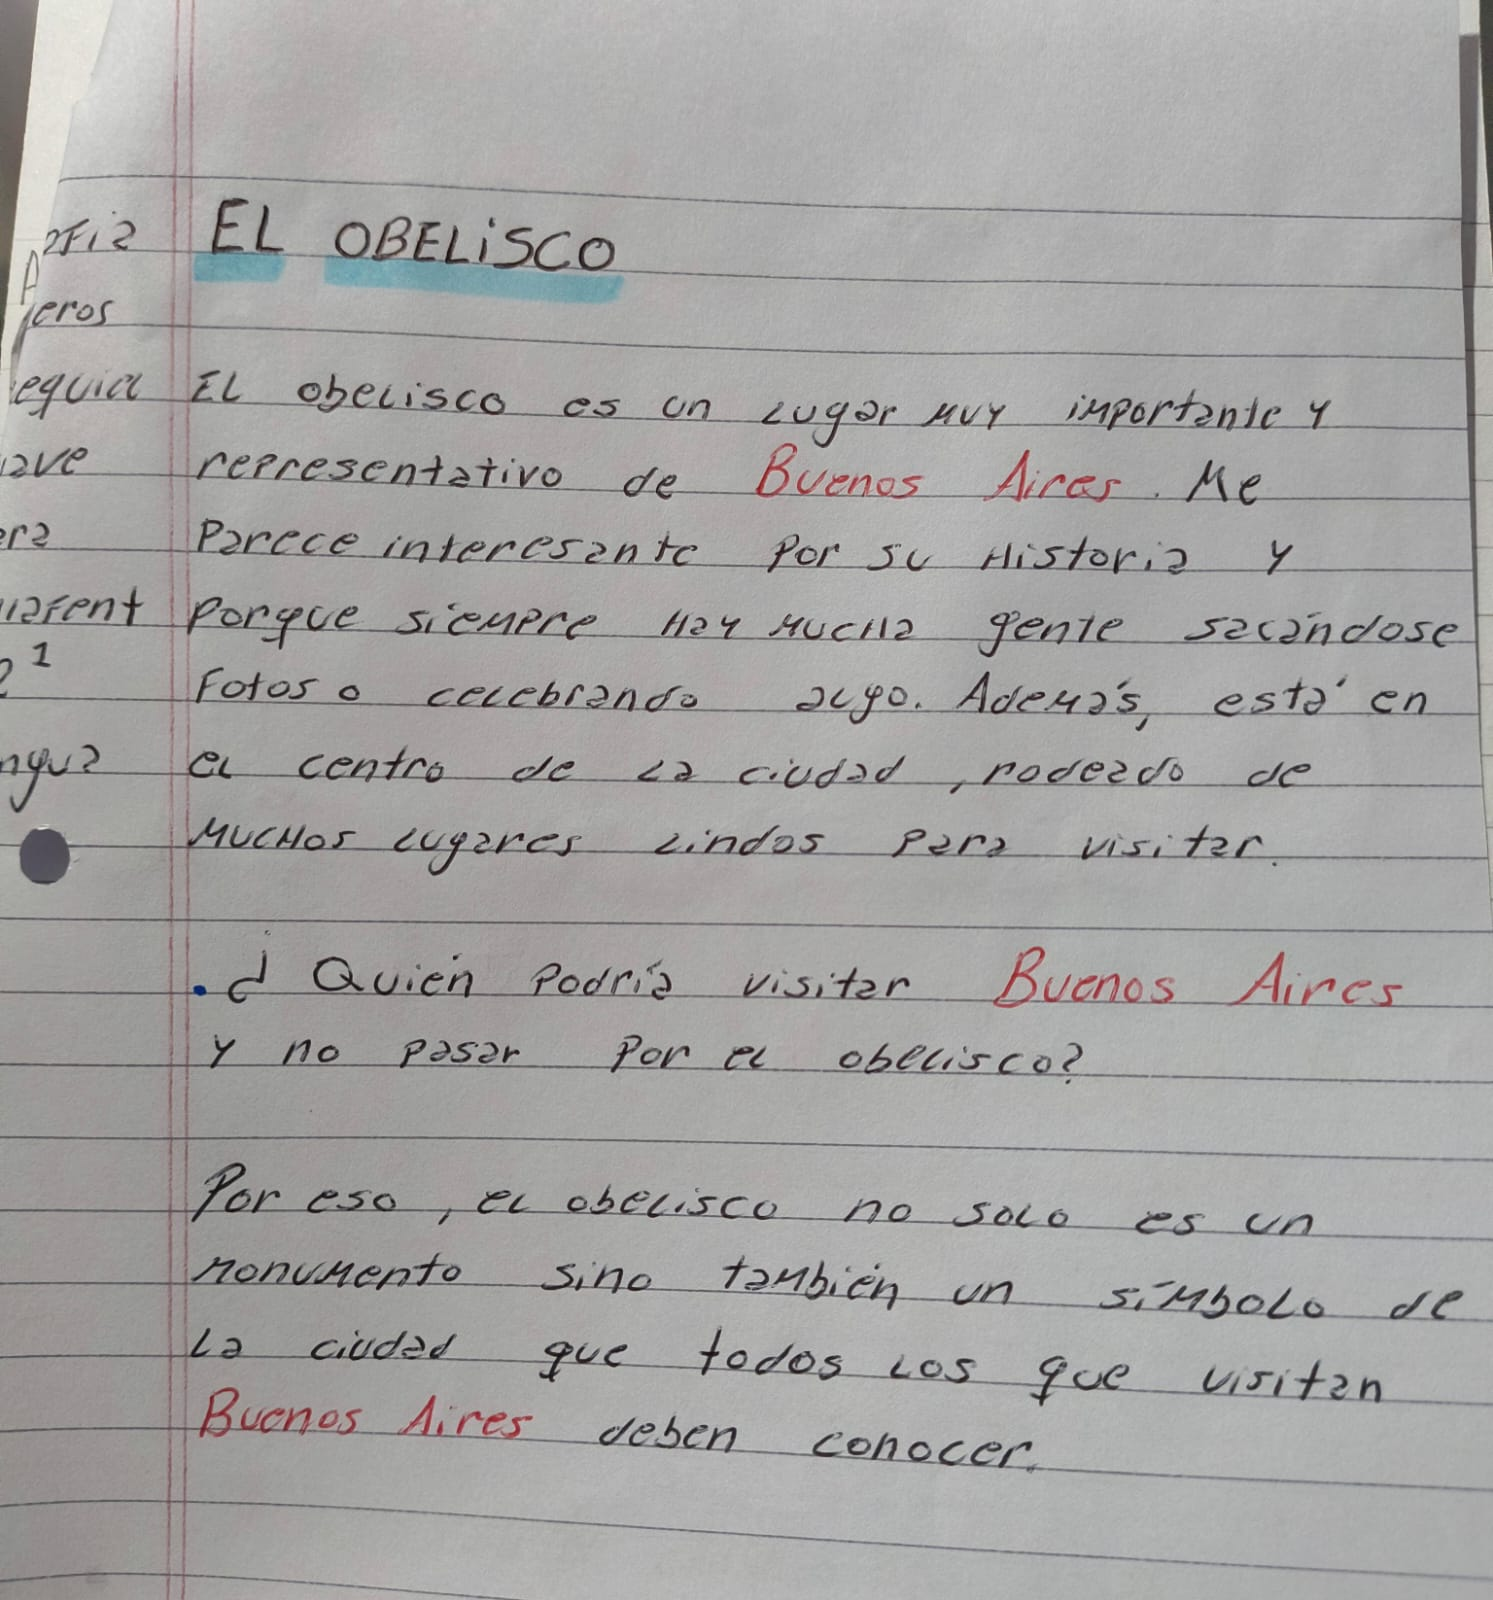 EL OBELiSCO
EL obelisco es un lugar muy importante y
representativo de Buenos Aires. Me
Parece interesante por su Historia y
porque siempre Hay mucha gente sacándose
Fotos o celebrando algo. Además, está en
el centro de la ciudad, rodeado de
muchos lugares lindos para visitar.
. ¿ Quién podría visitar Buenos Aires
y no pasar por el obelisco?
Por eso, el obelisco no solo es un
monumento sino también un símbolo de
la ciudad que todos los que visitan
Buenos Aires deben conocer.